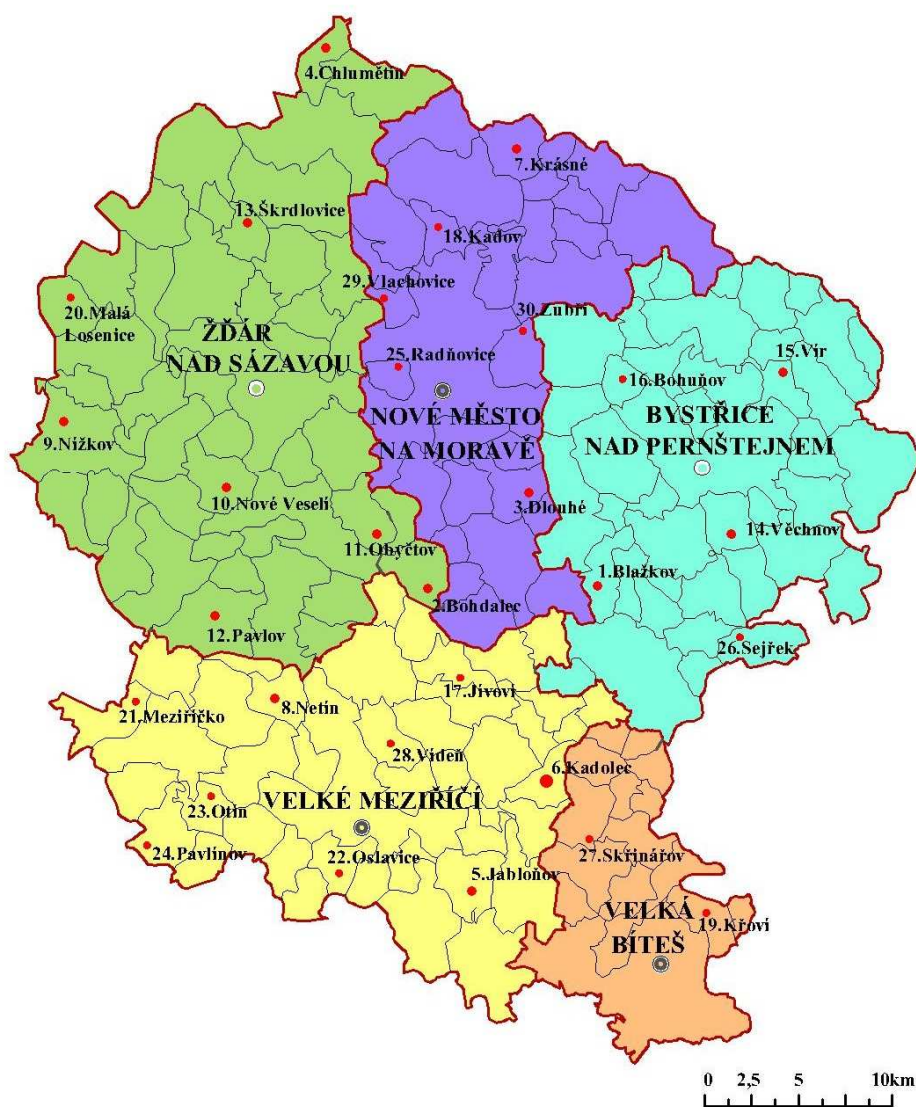 4.Chlumětín
7.Krásné
13.Škrdlovice
18.Kadov
29.Vlachovice
20.Malá
Losenice
30.Zubří
ŽĎÁR
NAD SÁZAVOU
25.Radňovice
15.Vír
16.Bohuňov
NOVÉ MĚSTO
NA MORAVĚ
BYSTŘICE
NAD PERNŠTEJNEM
9.Nižkov
10.Nové Veselí
3.Dlouhé
11.Obyčtov
14.Věchnov
1.Blažkov
2.Bohdalec
12.Pavlov
26.Sejřek
17.Jívoví
21.Meziříčko
8.Netín
28.Vídeň
6.Kadolec
23.Otín
VELKÉ MEZIŘÍČÍ
24.Pavlínov
22.Oslavice
27.Skřinářov
5.Jabloňov
VELKÁ
BÍTEŠ
19.Křoví
0 2,5 5 10km